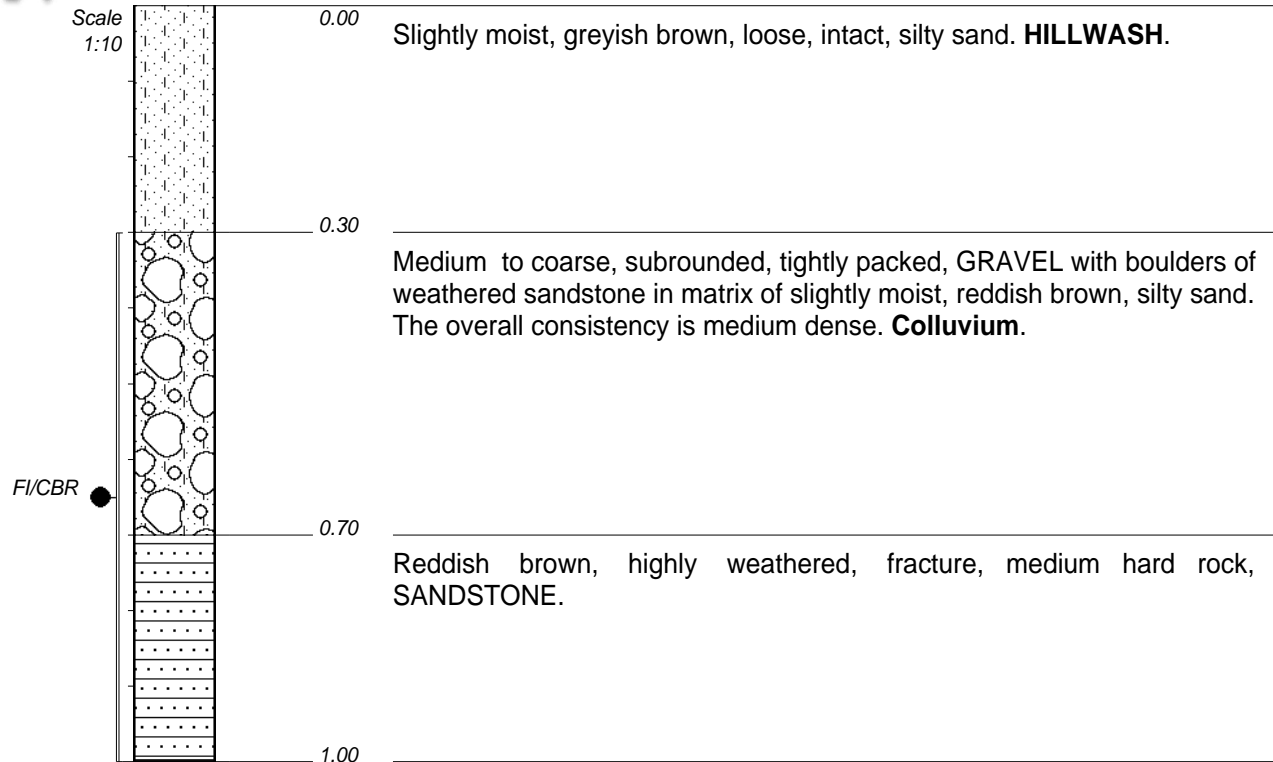 Scale
1:10
0.00
Slightly moist, greyish brown, loose, intact, silty sand. HILLWASH.
0.30
Medium to coarse, subrounded, tightly packed, GRAVEL with boulders of
weathered sandstone in matrix of slightly moist, reddish brown, silty sand.
The overall consistency is medium dense. Colluvium.
FI/CBR
0.70
Reddish brown, highly weathered, fracture, medium hard rock,
SANDSTONE.
1.00